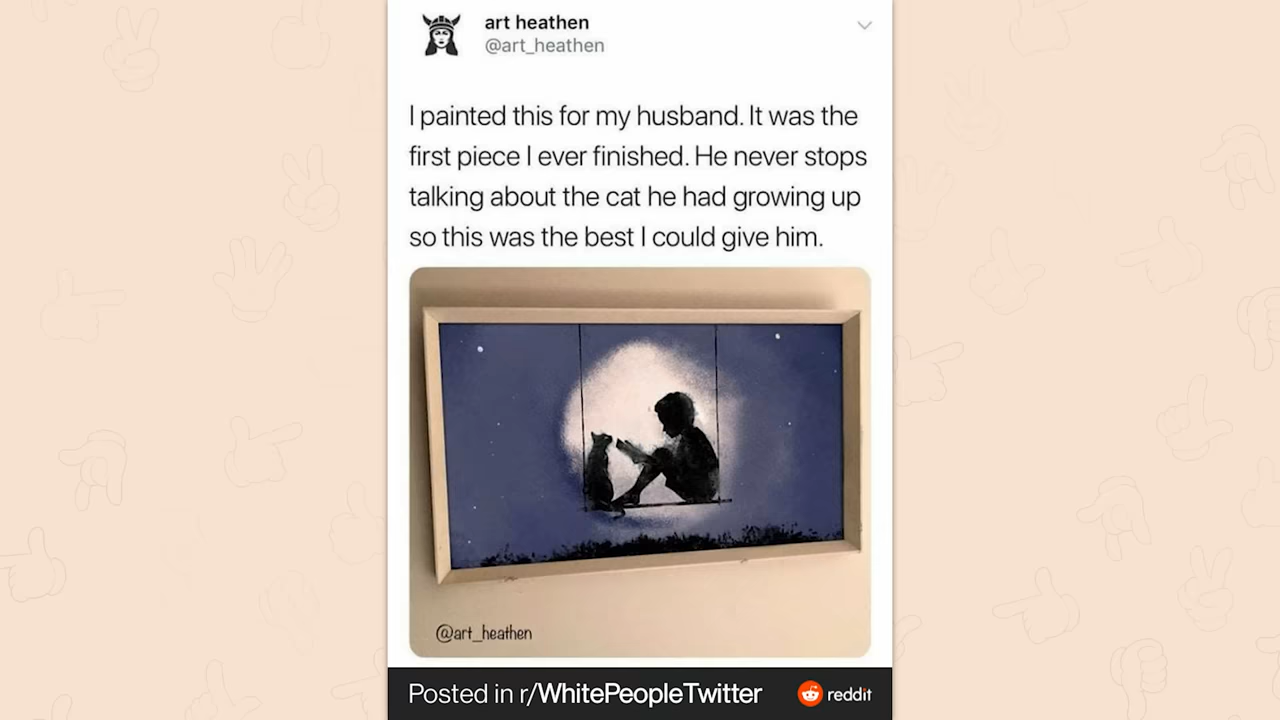 art heathen
@art_heathen
I painted this for my husband. It was the
first piece I ever finished. He never stops
talking about the cat he had growing up
so this was the best I could give him.
@art_heathen
Posted in r/WhitePeopleTwitter
reddit